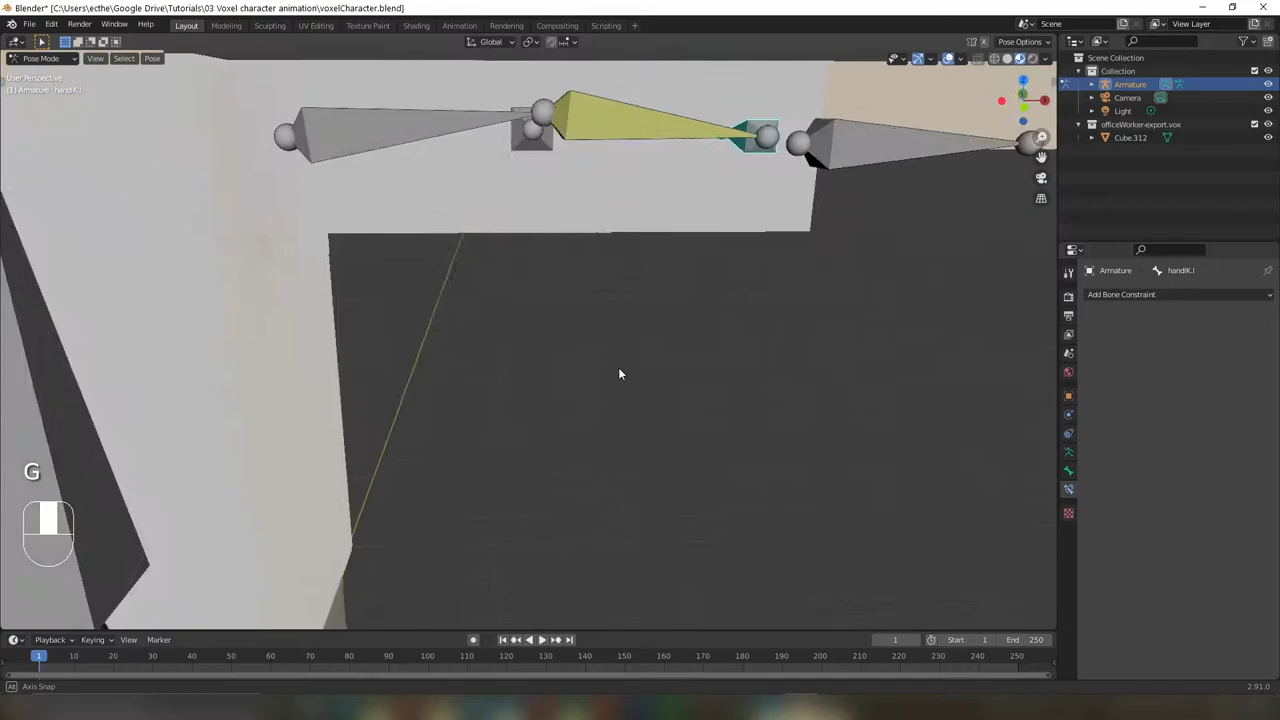 Blender* [C:\Users\ecthe\Google Drive\Tutorials\03 Voxel character animation\voxelCharacter.blend]
File Edit Render Window Help Layout Modeling Sculpting UV Editing Texture Paint Shading Animation Rendering Compositing Scripting + Scene View Layer
Global Pose Options
Pose Mode View Select Pose
User Perspective
(1) Armature : handIK.l
Scene Collection
Collection
Armature
Camera
Light
officeWorker-export.vox
Cube.312
Armature handIK.l
Add Bone Constraint
G
Playback Keying View Marker 1 Start 1 End 250
1 10 20 30 40 50 60 70 80 90 100 110 120 130 140 150 160 170 180 190 200 210 220 230 240 250
Alt Axis Snap 2.91.0